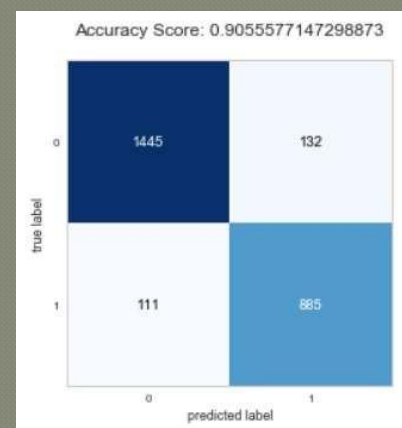 Accuracy Score: 0.9055577147298873
0 1445 132
true label
1 111 885
0 1
predicted label